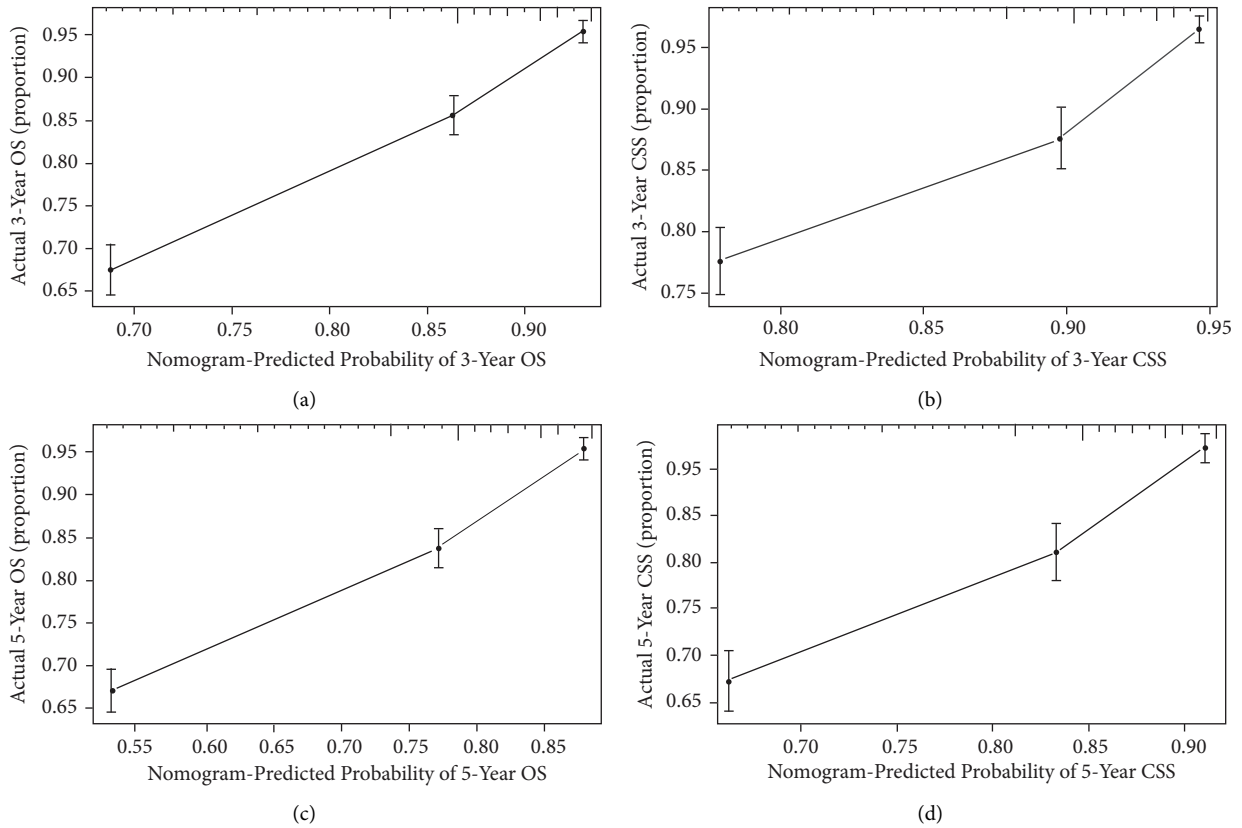 Actual 3-Year OS (proportion)
0.95
0.90
0.85
0.80
0.75
0.70
0.65
0.70 0.75 0.80 0.85 0.90
Nomogram-Predicted Probability of 3-Year OS
(a)
Actual 3-Year CSS (proportion)
0.95
0.90
0.85
0.80
0.75
0.80 0.85 0.90 0.95
Nomogram-Predicted Probability of 3-Year CSS
(b)
Actual 5-Year OS (proportion)
0.95
0.90
0.85
0.80
0.75
0.70
0.65
0.55 0.60 0.65 0.70 0.75 0.80 0.85
Nomogram-Predicted Probability of 5-Year OS
(c)
Actual 5-Year CSS (proportion)
0.95
0.85
0.80
0.75
0.70
0.65
0.70 0.75 0.80 0.85 0.90
Nomogram-Predicted Probability of 5-Year CSS
(d)